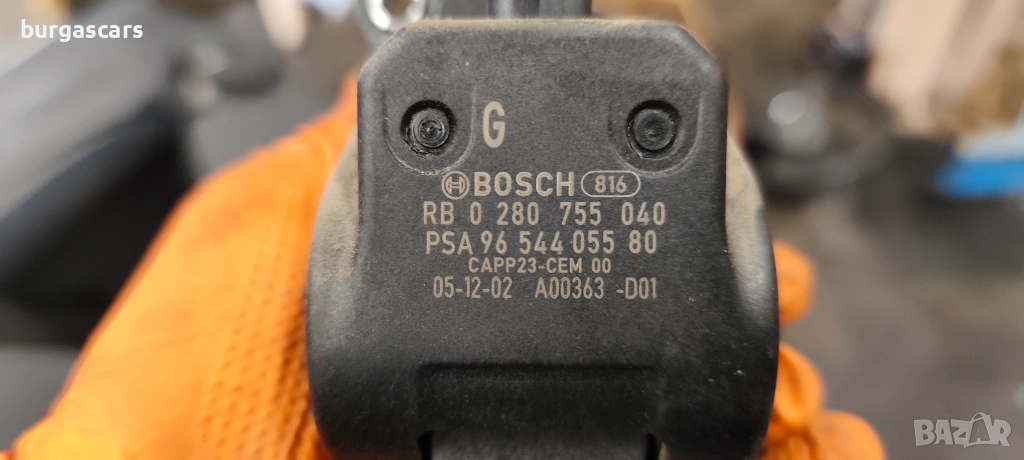 burgascars
G
BOSCH 816
RB 0 280 755 040
PSA 96 544 055 80
CAPP23-CEM 00
05-12-02 A00363 -D01
BAZAR